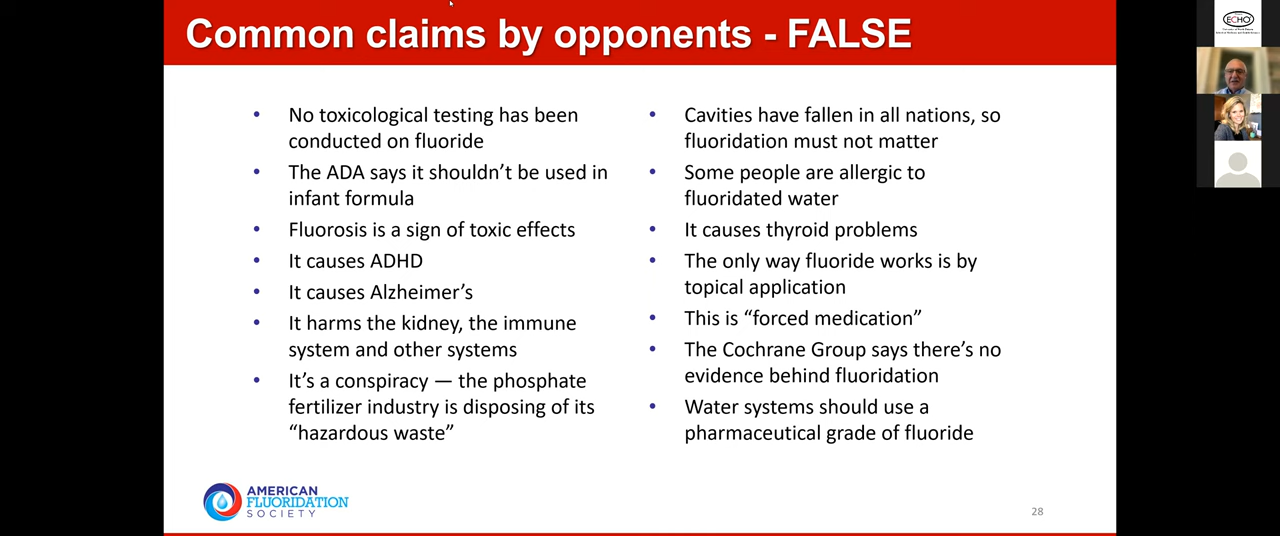 Common claims by opponents - FALSE
• No toxicological testing has been
conducted on fluoride
• The ADA says it shouldn’t be used in
infant formula
• Fluorosis is a sign of toxic effects
• It causes ADHD
• It causes Alzheimer’s
• It harms the kidney, the immune
system and other systems
• It’s a conspiracy — the phosphate
fertilizer industry is disposing of its
“hazardous waste”
• Cavities have fallen in all nations, so
fluoridation must not matter
• Some people are allergic to
fluoridated water
• It causes thyroid problems
• The only way fluoride works is by
topical application
• This is “forced medication”
• The Cochrane Group says there’s no
evidence behind fluoridation
• Water systems should use a
pharmaceutical grade of fluoride
AMERICAN
FLUORIDATION
SOCIETY
28
ECHO